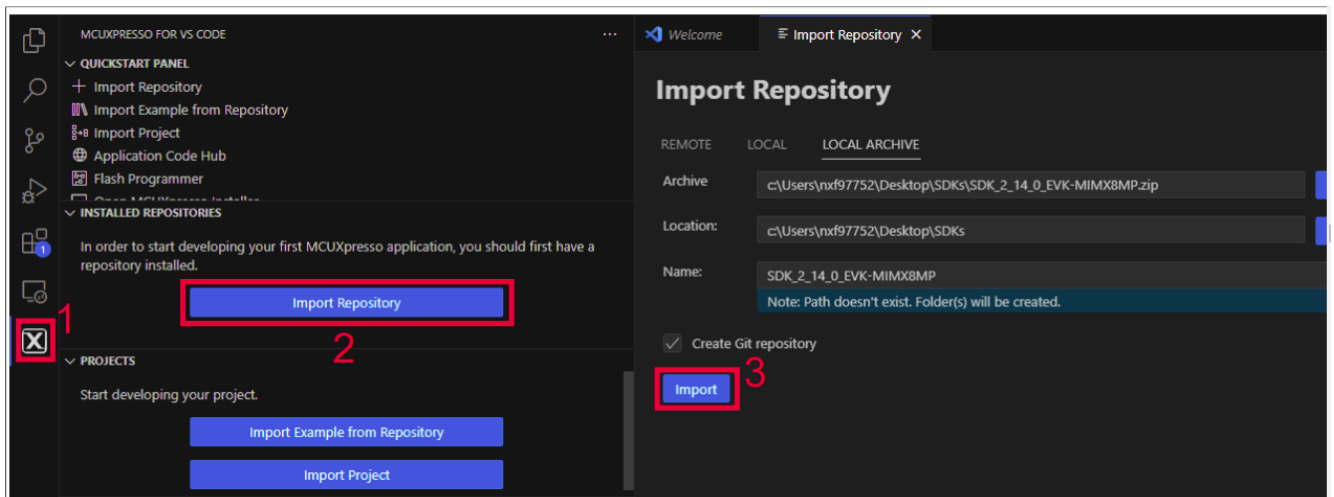 MCUXPRESSO FOR VS CODE
QUICKSTART PANEL
Import Repository
Import Example from Repository
Import Project
Application Code Hub
Flash Programmer
Open MCUXpresso Installer
INSTALLED REPOSITORIES
In order to start developing your first MCUXpresso application, you should first have a
repository installed.
Import Repository
1
2
PROJECTS
Start developing your project.
Import Example from Repository
Import Project
1
Welcome
Import Repository
Import Repository
REMOTE LOCAL LOCAL ARCHIVE
Archive c:\Users\nxf97752\Desktop\SDKs\SDK_2_14_0_EVK-MIMX8MP.zip
Location: c:\Users\nxf97752\Desktop\SDKs
Name: SDK_2_14_0_EVK-MIMX8MP
Note: Path doesn't exist. Folder(s) will be created.
Create Git repository
Import
3